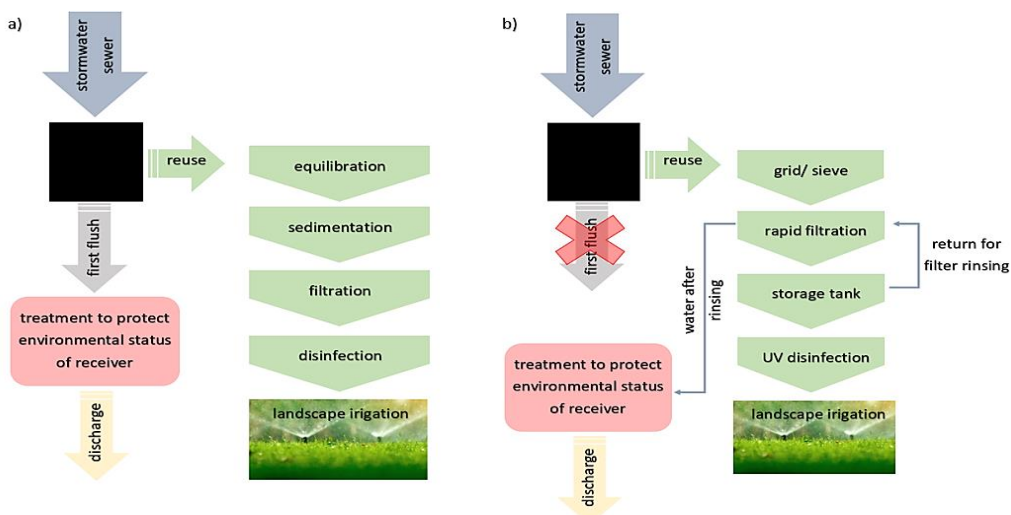 a)
stormwater
sewer
reuse
equilibration
sedimentation
filtration
disinfection
landscape irigation
first flush
treatment to protect
environmental status
of receiver
discharge
b)
stormwater
sewer
reuse
grid/ sieve
rapid filtration
storage tank
UV disinfection
landscape irigation
return for
filter rinsing
first flush
water after
rinsing
treatment to protect
environmental status
of receiver
discharge